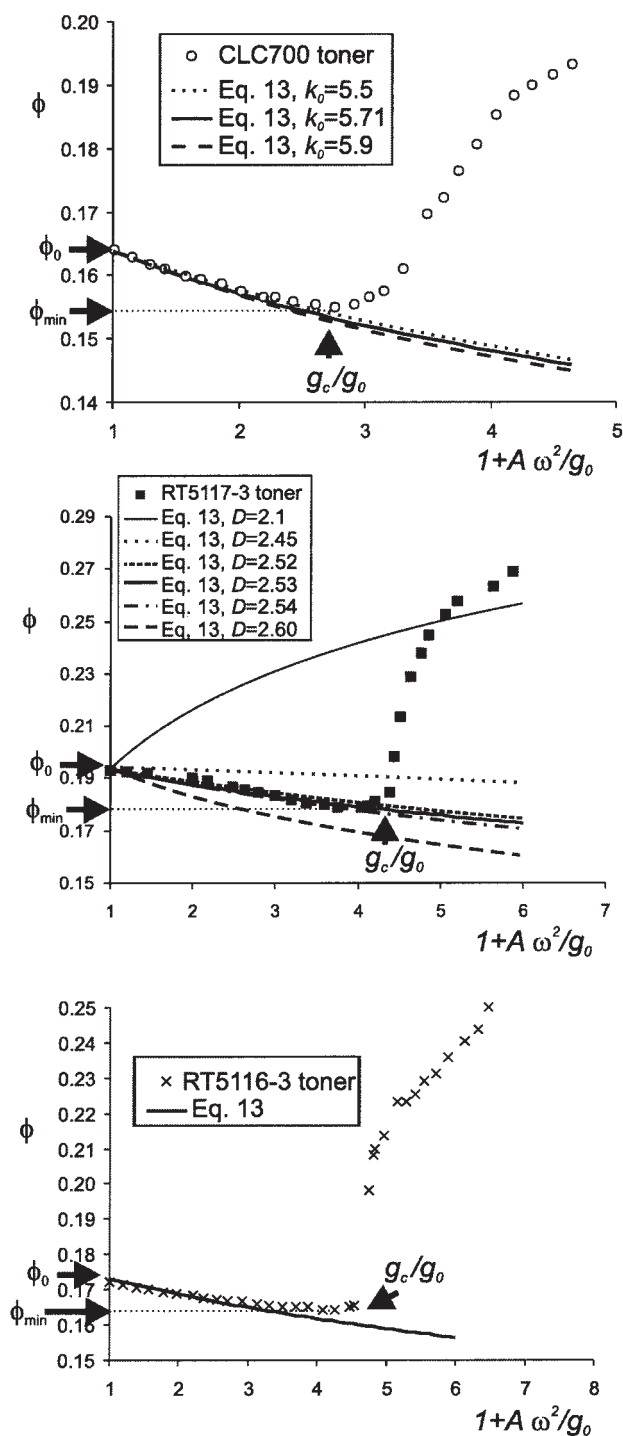 CLC700 toner
Eq. 13, k₀=5.5
Eq. 13, k₀=5.71
Eq. 13, k₀=5.9
0.20
0.19
ϕ
0.18
0.17
ϕ₀
0.16
ϕmin
0.15
0.14
g_c/g₀
1 2 3 4 5
1+A ω²/g₀
RT5117-3 toner
Eq. 13, D=2.1
Eq. 13, D=2.45
Eq. 13, D=2.52
Eq. 13, D=2.53
Eq. 13, D=2.54
Eq, 13, D=2.60
0.29
0.27
0.25
ϕ
0.23
0.21
ϕ₀
0.19
ϕmin
0.17
0.15
g_c/g₀
1 2 3 4 5 6 7
1+A ω²/g₀
0.25
0.24
0.23
RT5116-3 toner
Eq. 13
0.22
ϕ
0.21
0.20
0.19
0.18
g_c/g₀
ϕ₀
0.17
ϕmin
0.16
0.15
1 2 3 4 5 6 7 8
1+A ω²/g₀